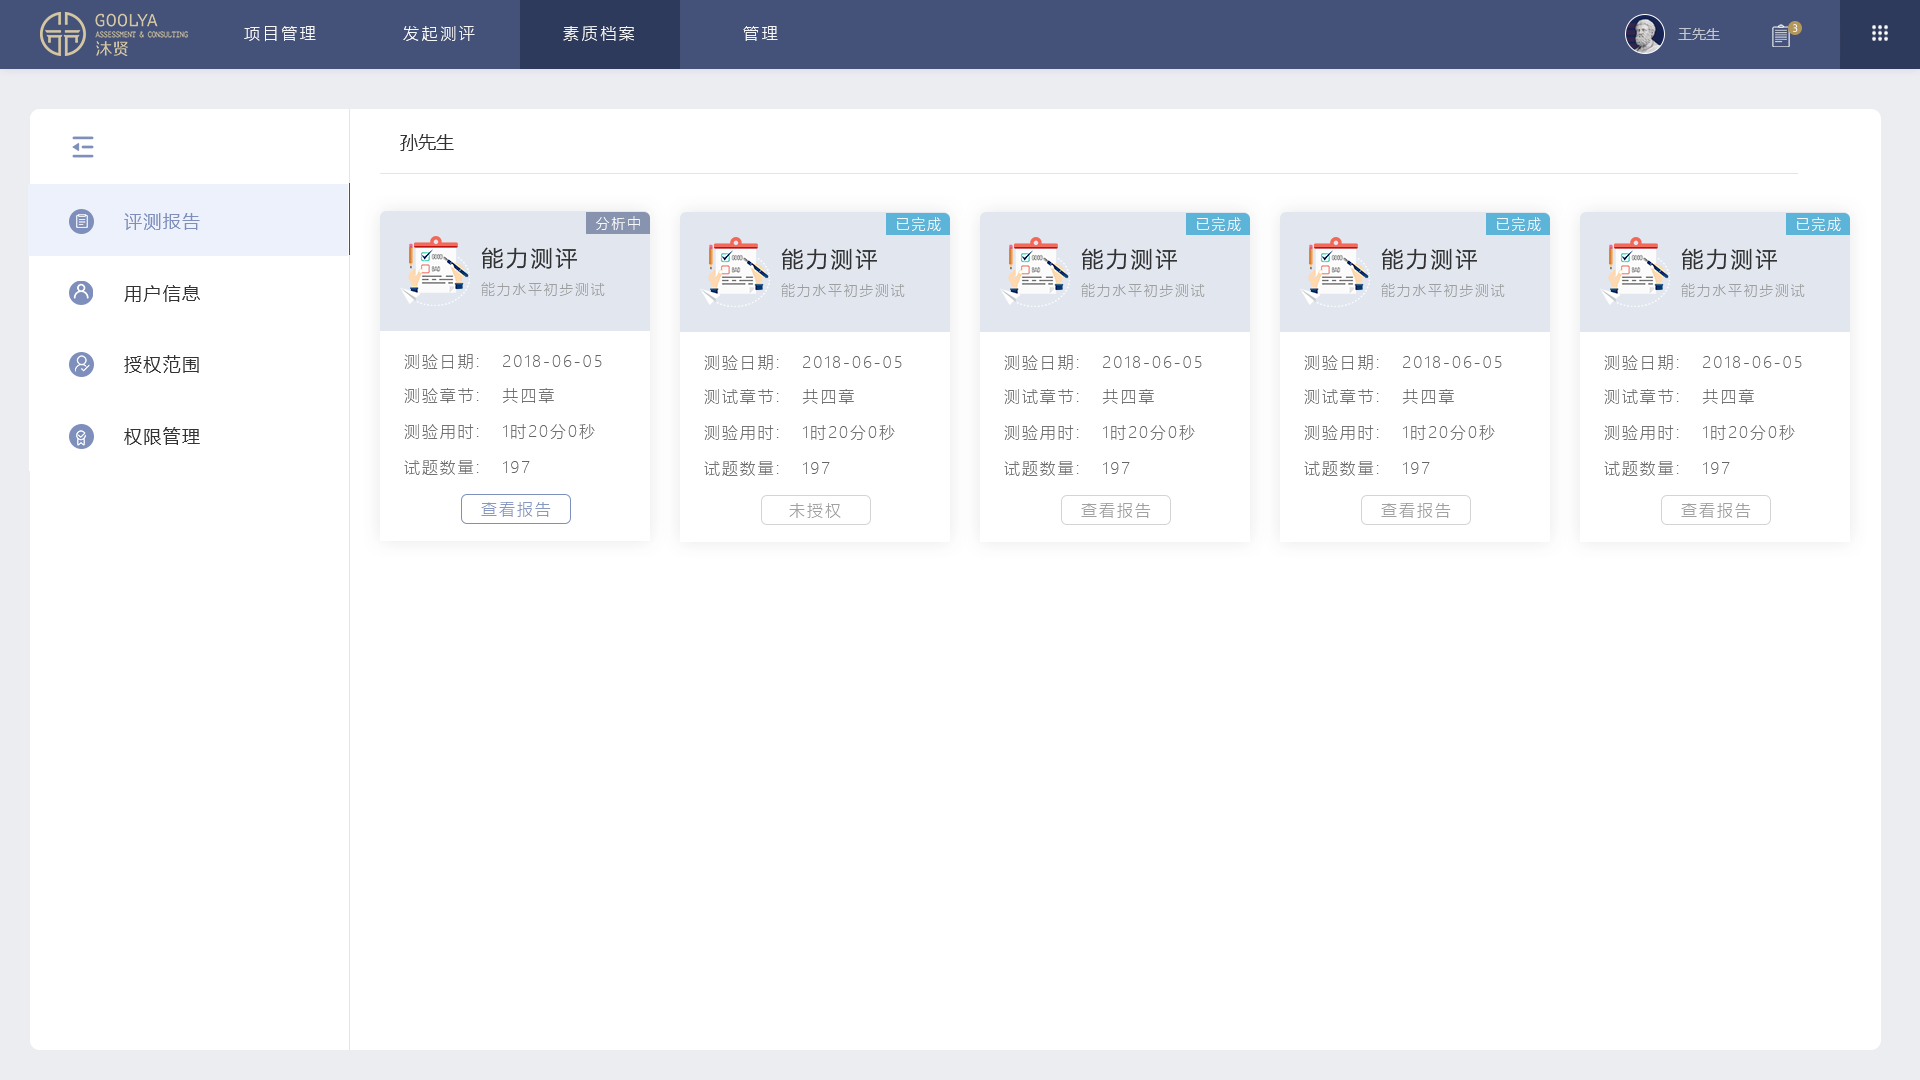 GOOLYA
ASSESSMENT & CONSULTING
沐贤
项目管理
发起测评
素质档案
管理
王先生
3
评测报告
用户信息
授权范围
权限管理
孙先生
分析中
能力测评
能力水平初步测试
GOOD
BAD
测验日期: 2018-06-05
测验章节: 共四章
测验用时: 1时20分0秒
试题数量: 197
查看报告
已完成
能力测评
能力水平初步测试
GOOD
BAD
测验日期: 2018-06-05
测试章节: 共四章
测验用时: 1时20分0秒
试题数量: 197
未授权
已完成
能力测评
能力水平初步测试
GOOD
BAD
测验日期: 2018-06-05
测试章节: 共四章
测验用时: 1时20分0秒
试题数量: 197
查看报告
已完成
能力测评
能力水平初步测试
GOOD
BAD
测验日期: 2018-06-05
测试章节: 共四章
测验用时: 1时20分0秒
试题数量: 197
查看报告
已完成
能力测评
能力水平初步测试
GOOD
BAD
测验日期: 2018-06-05
测试章节: 共四章
测验用时: 1时20分0秒
试题数量: 197
查看报告